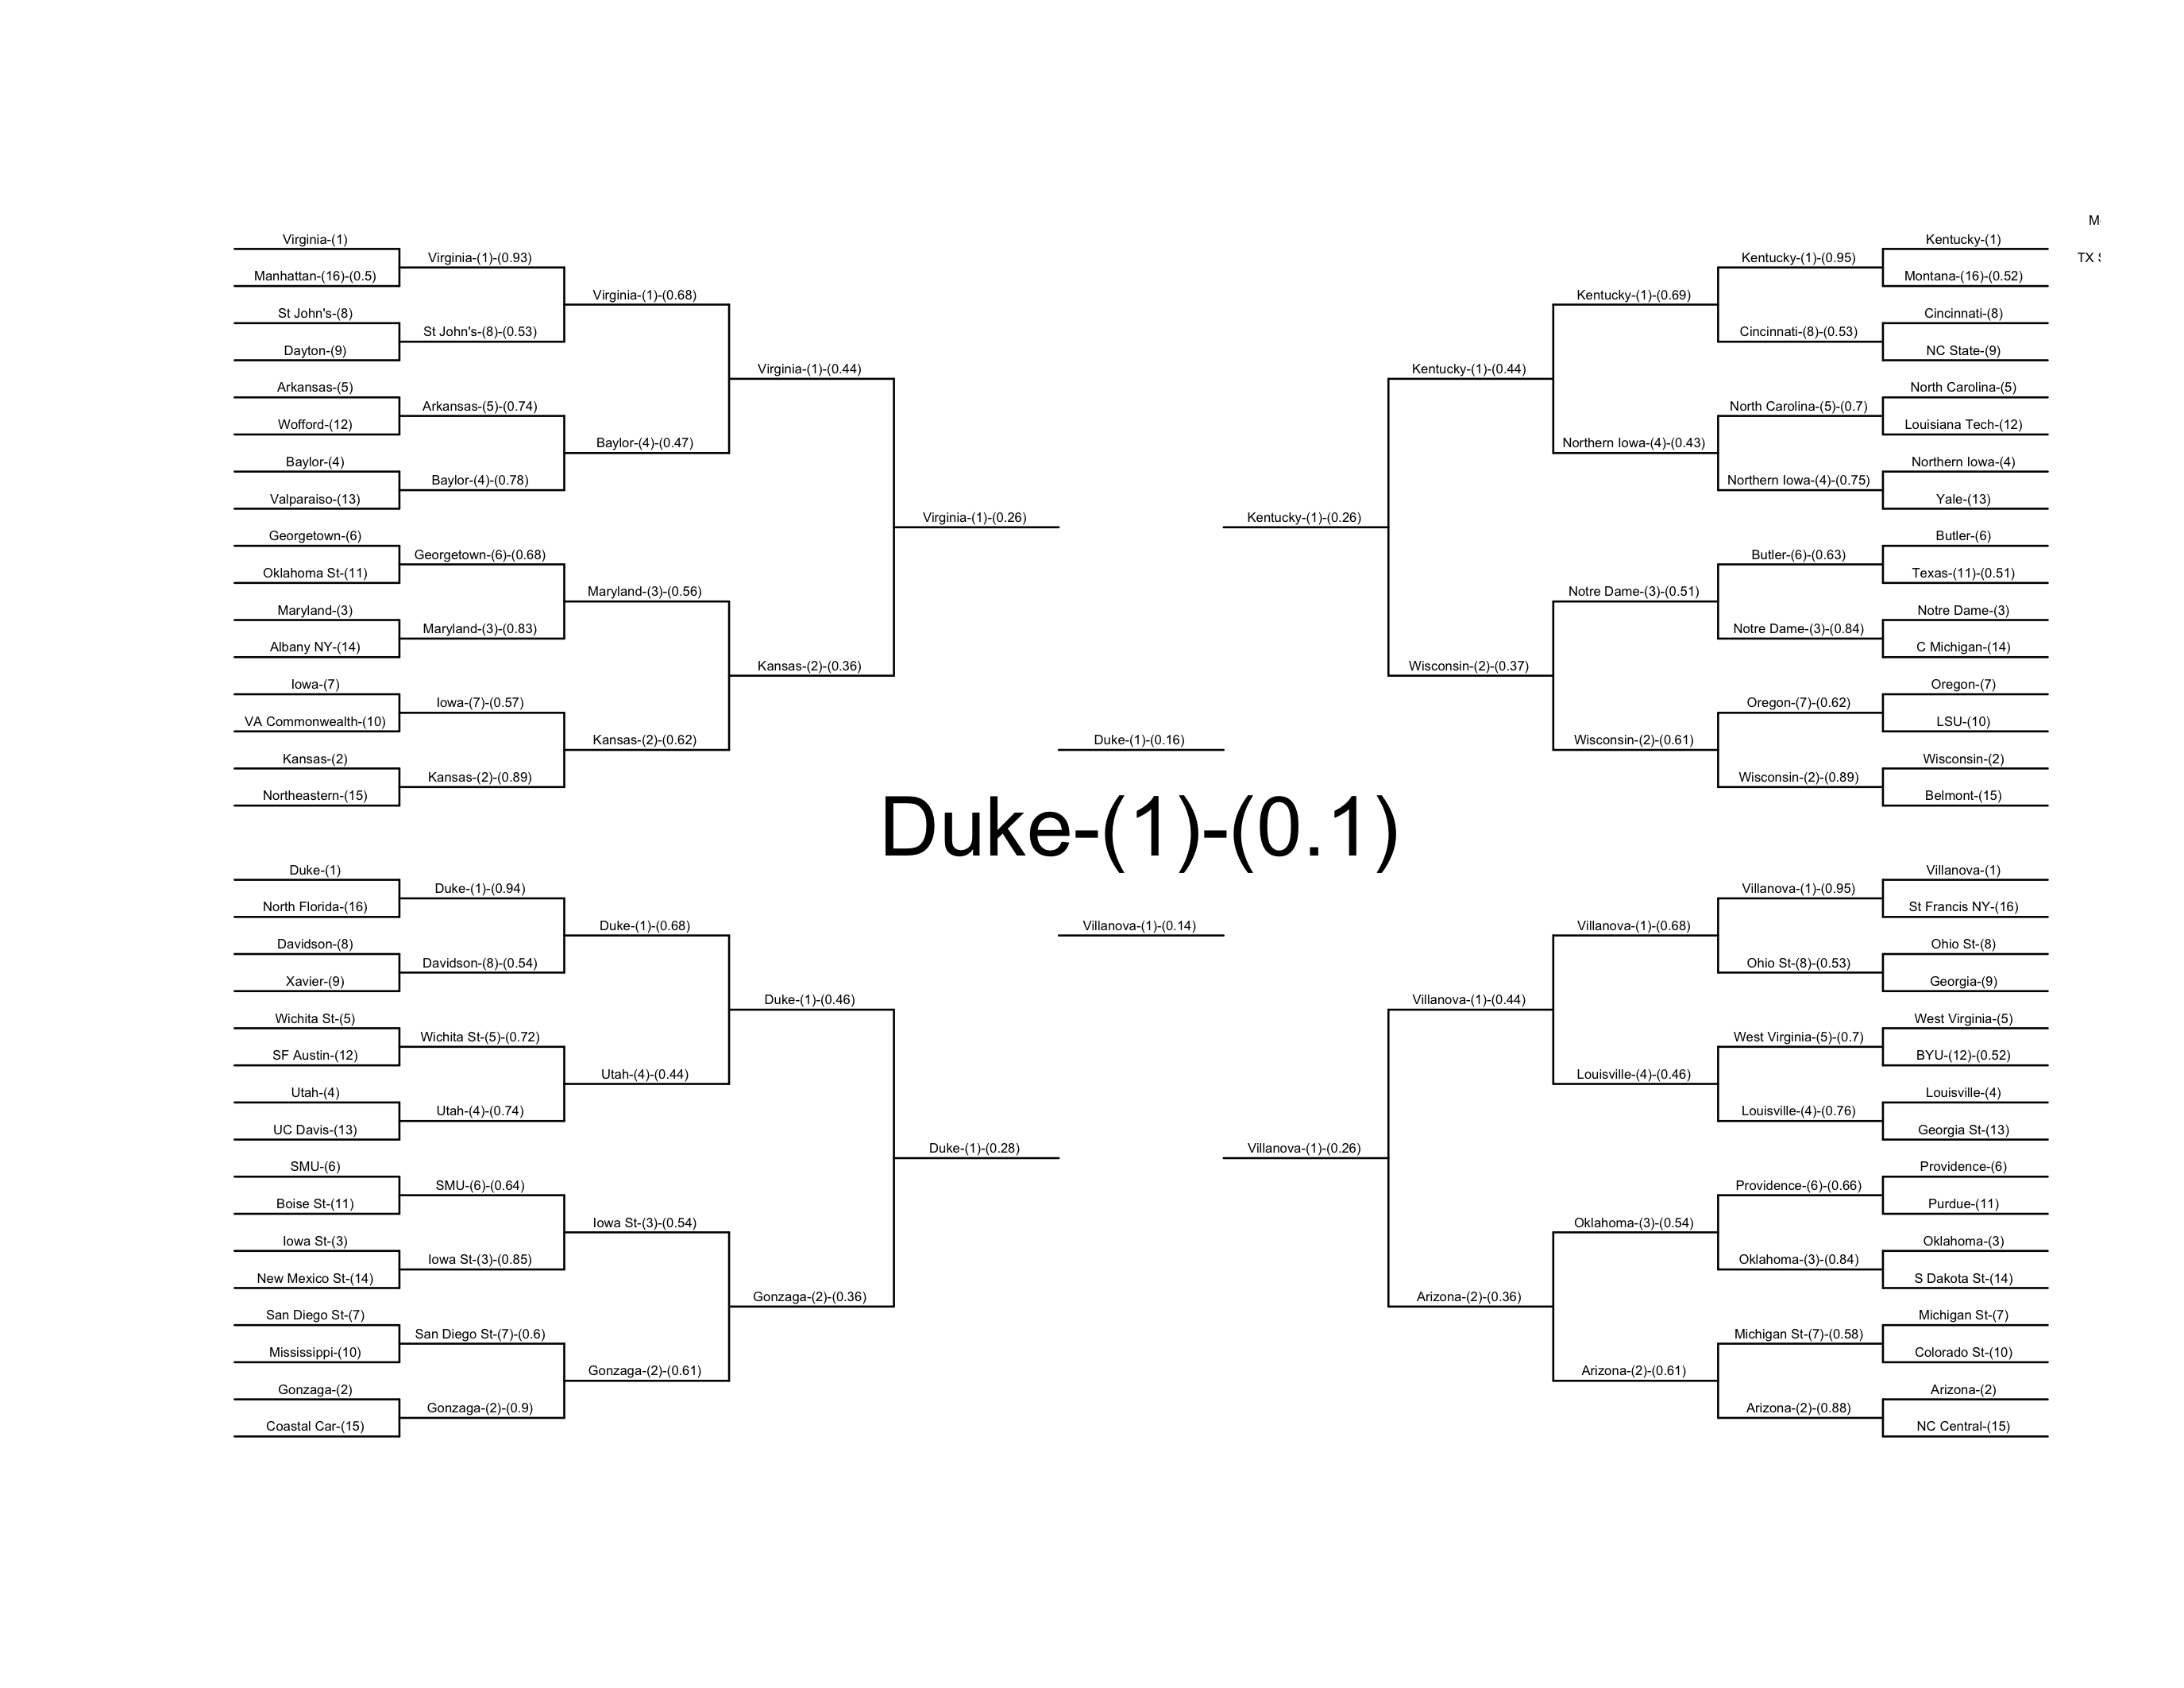 M
TX
Virginia-(1)
Manhattan-(16)-(0.5)
St John's-(8)
Dayton-(9)
Arkansas-(5)
Wofford-(12)
Baylor-(4)
Valparaiso-(13)
Georgetown-(6)
Oklahoma St-(11)
Maryland-(3)
Albany NY-(14)
Iowa-(7)
VA Commonwealth-(10)
Kansas-(2)
Northeastern-(15)
Virginia-(1)-(0.93)
St John's-(8)-(0.53)
Arkansas-(5)-(0.74)
Baylor-(4)-(0.78)
Georgetown-(6)-(0.68)
Maryland-(3)-(0.83)
Iowa-(7)-(0.57)
Kansas-(2)-(0.89)
Virginia-(1)-(0.68)
Baylor-(4)-(0.47)
Maryland-(3)-(0.56)
Kansas-(2)-(0.62)
Virginia-(1)-(0.44)
Kansas-(2)-(0.36)
Virginia-(1)-(0.26)
Duke-(1)
North Florida-(16)
Davidson-(8)
Xavier-(9)
Wichita St-(5)
SF Austin-(12)
Utah-(4)
UC Davis-(13)
SMU-(6)
Boise St-(11)
Iowa St-(3)
New Mexico St-(14)
San Diego St-(7)
Mississippi-(10)
Gonzaga-(2)
Coastal Car-(15)
Duke-(1)-(0.94)
Davidson-(8)-(0.54)
Wichita St-(5)-(0.72)
Utah-(4)-(0.74)
SMU-(6)-(0.64)
Iowa St-(3)-(0.85)
San Diego St-(7)-(0.6)
Gonzaga-(2)-(0.9)
Duke-(1)-(0.68)
Utah-(4)-(0.44)
Iowa St-(3)-(0.54)
Gonzaga-(2)-(0.61)
Duke-(1)-(0.46)
Gonzaga-(2)-(0.36)
Duke-(1)-(0.28)
Duke-(1)-(0.16)
Duke-(1)-(0.1)
Villanova-(1)-(0.14)
Kentucky-(1)-(0.26)
Kentucky-(1)-(0.44)
Wisconsin-(2)-(0.37)
Kentucky-(1)-(0.69)
Northern Iowa-(4)-(0.43)
Notre Dame-(3)-(0.51)
Wisconsin-(2)-(0.61)
Kentucky-(1)-(0.95)
Cincinnati-(8)-(0.53)
North Carolina-(5)-(0.7)
Northern Iowa-(4)-(0.75)
Butler-(6)-(0.63)
Notre Dame-(3)-(0.84)
Oregon-(7)-(0.62)
Wisconsin-(2)-(0.89)
Kentucky-(1)
Montana-(16)-(0.52)
Cincinnati-(8)
NC State-(9)
North Carolina-(5)
Louisiana Tech-(12)
Northern Iowa-(4)
Yale-(13)
Butler-(6)
Texas-(11)-(0.51)
Notre Dame-(3)
C Michigan-(14)
Oregon-(7)
LSU-(10)
Wisconsin-(2)
Belmont-(15)
Villanova-(1)-(0.26)
Villanova-(1)-(0.44)
Arizona-(2)-(0.36)
Villanova-(1)-(0.68)
Louisville-(4)-(0.46)
Oklahoma-(3)-(0.54)
Arizona-(2)-(0.61)
Villanova-(1)-(0.95)
Ohio St-(8)-(0.53)
West Virginia-(5)-(0.7)
Louisville-(4)-(0.76)
Providence-(6)-(0.66)
Oklahoma-(3)-(0.84)
Michigan St-(7)-(0.58)
Arizona-(2)-(0.88)
Villanova-(1)
St Francis NY-(16)
Ohio St-(8)
Georgia-(9)
West Virginia-(5)
BYU-(12)-(0.52)
Louisville-(4)
Georgia St-(13)
Providence-(6)
Purdue-(11)
Oklahoma-(3)
S Dakota St-(14)
Michigan St-(7)
Colorado St-(10)
Arizona-(2)
NC Central-(15)